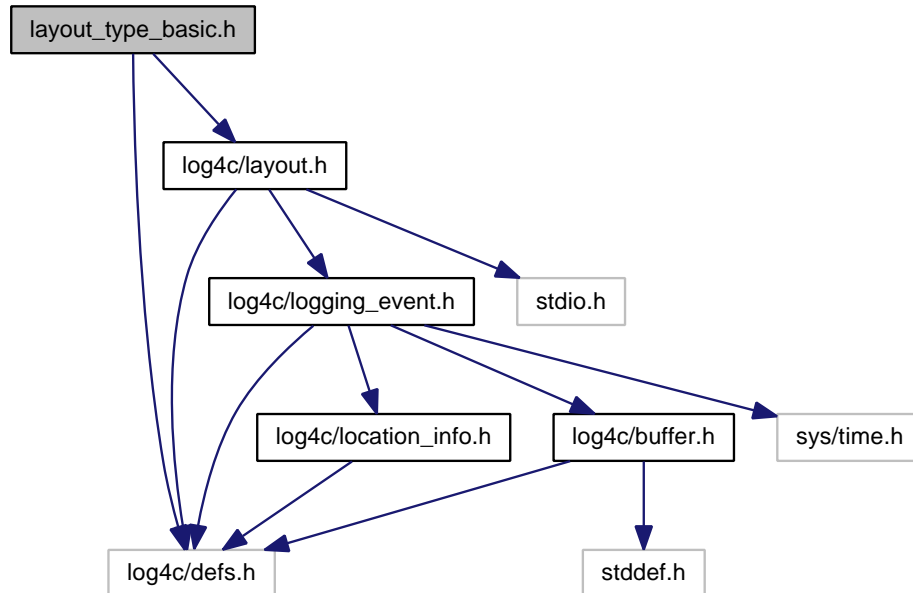 layout_type_basic.h
log4c/layout.h
log4c/logging_event.h
stdio.h
log4c/location_info.h
log4c/buffer.h
sys/time.h
log4c/defs.h
stddef.h